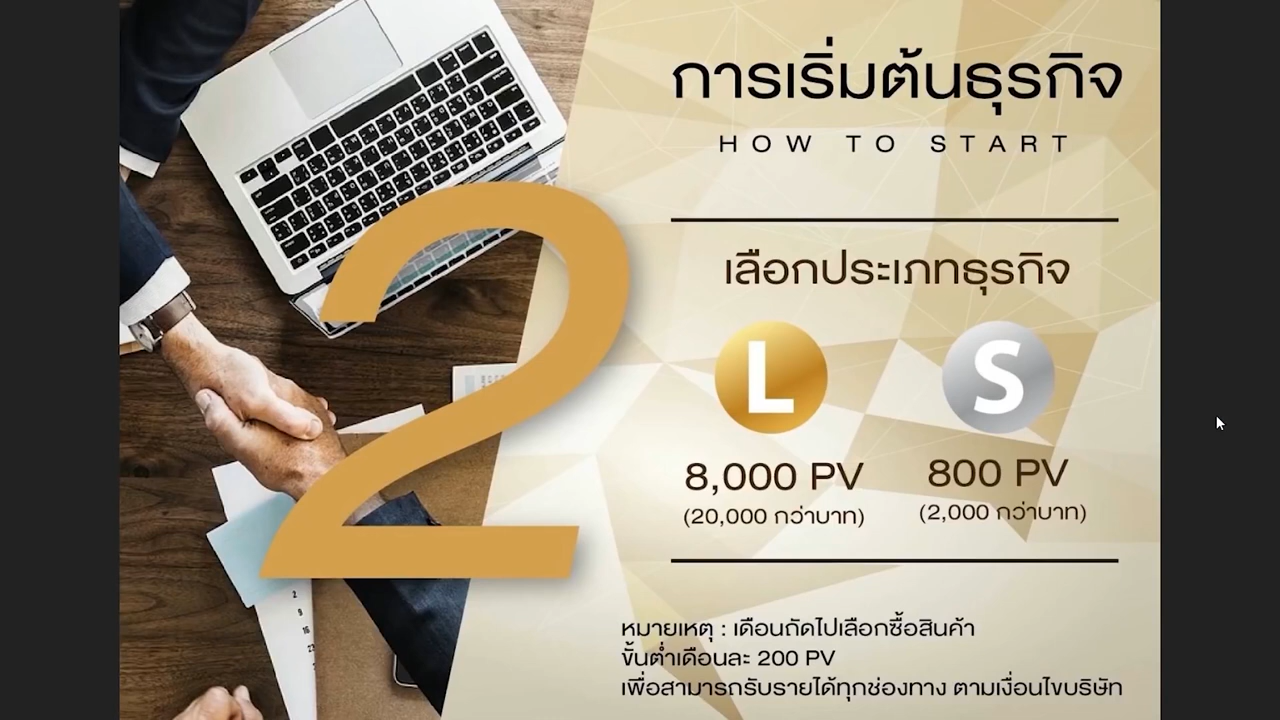 การเริ่มต้นธุรกิจ
HOW TO START
2
เลือกประเภทธุรกิจ
L S
8,000 PV 800 PV
(20,000 กว่าบาท) (2,000 กว่าบาท)
หมายเหตุ : เดือนถัดไปเลือกซื้อสินค้า
ขั้นต่ำเดือนละ 200 PV
เพื่อสามารถรับรายได้ทุกช่องทาง ตามเงื่อนไขบริษัท
2
9
16